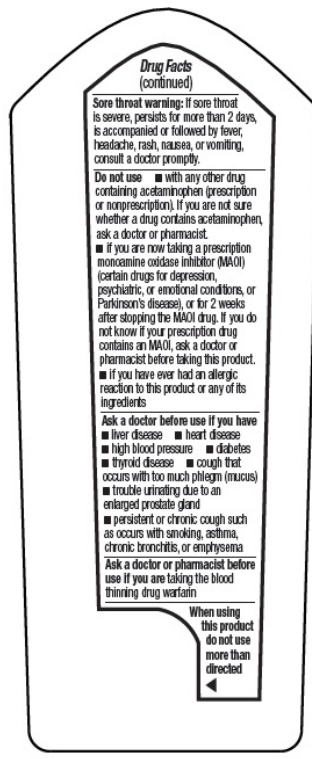 Drug Facts
(continued)
Sore throat warning: If sore throat
is severe, persists for more than 2 days,
is accompanied or followed by fever,
headache, rash, nausea, or vomiting,
consult a doctor promptly.
Do not use ■ with any other drug
containing acetaminophen (prescription
or nonprescription). If you are not sure
whether a drug contains acetaminophen,
ask a doctor or pharmacist.
■ if you are now taking a prescription
monoamine oxidase inhibitor (MAOI)
(certain drugs for depression,
psychiatric, or emotional conditions, or
Parkinson's disease), or for 2 weeks
after stopping the MAOI drug. If you do
not know if your prescription drug
contains an MAOI, ask a doctor or
pharmacist before taking this product.
■ if you have ever had an allergic
reaction to this product or any of its
ingredients
Ask a doctor before use if you have
■ liver disease ■ heart disease
■ high blood pressure ■ diabetes
■ thyroid disease ■ cough that
occurs with too much phlegm (mucus)
■ trouble urinating due to an
enlarged prostate gland
■ persistent or chronic cough such
as occurs with smoking, asthma,
chronic bronchitis, or emphysema
Ask a doctor or pharmacist before
use if you are taking the blood
thinning drug warfarin
When using
this product
do not use
more than
directed